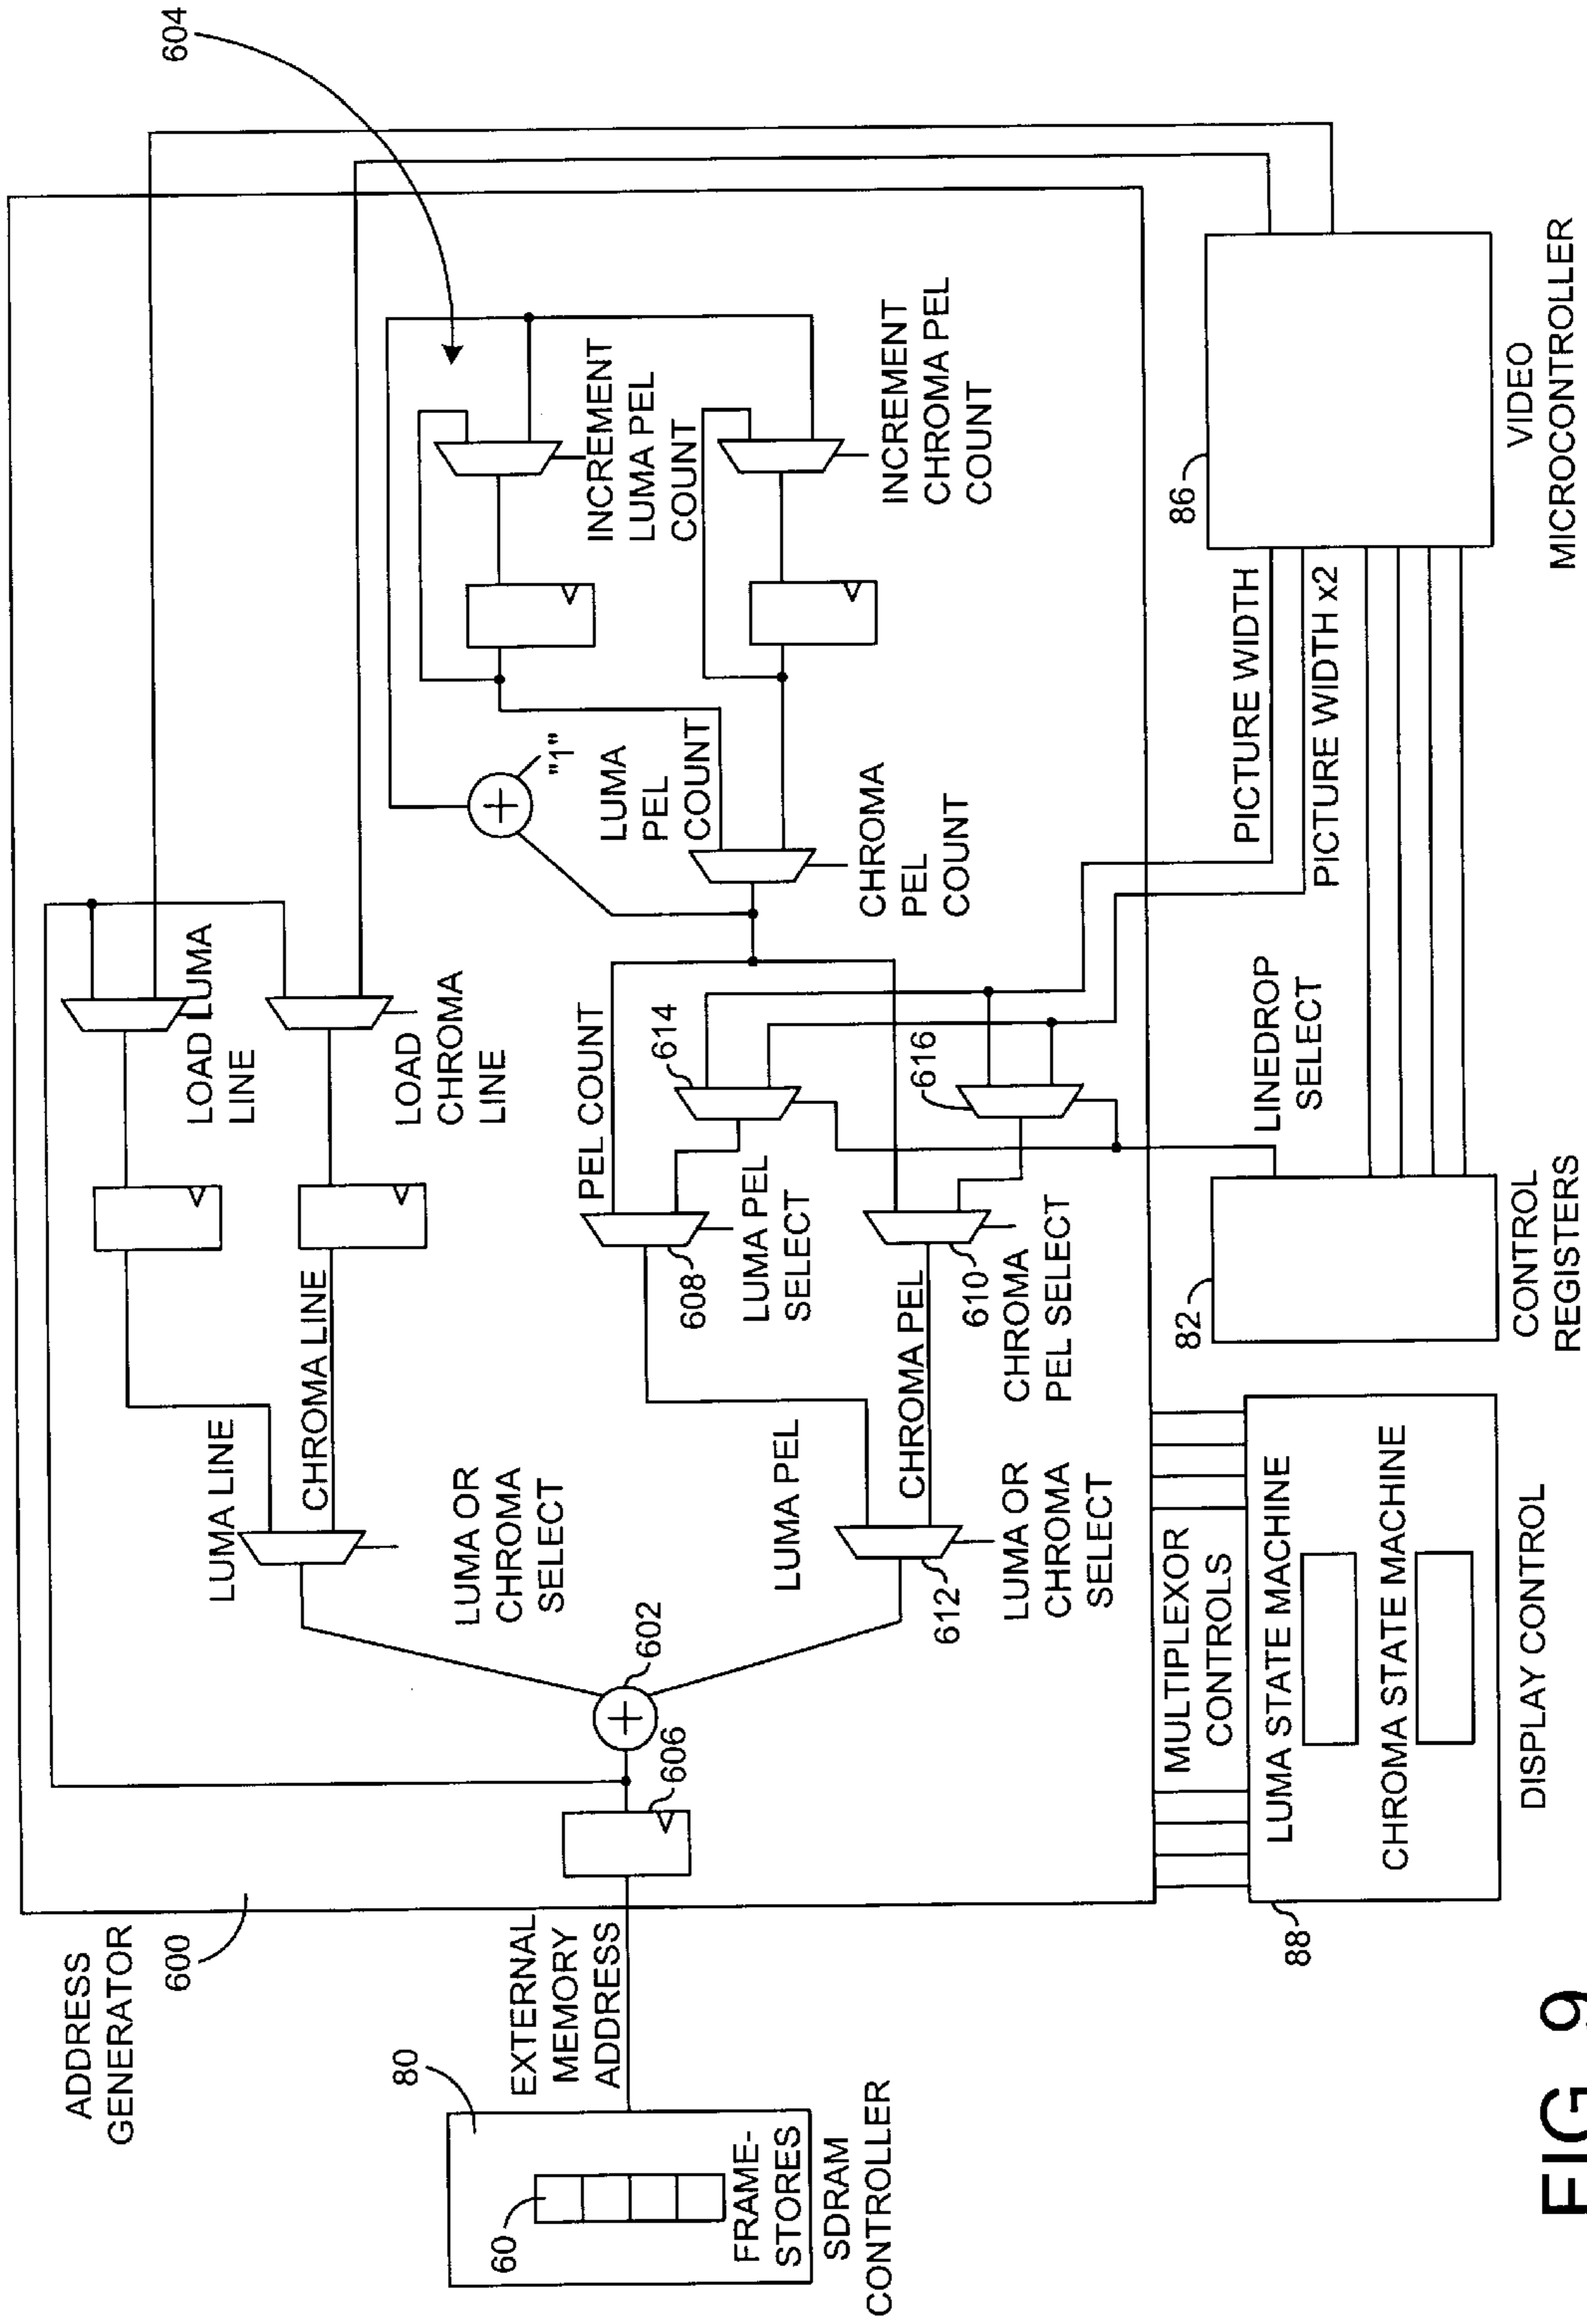 ADDRESS
GENERATOR
600
604
LOAD LUMA
LINE
LOAD
CHROMA
LINE
LUMA LINE
CHROMA LINE
LUMA OR
CHROMA
SELECT
INCREMENT
LUMA PEL
COUNT
INCREMENT
CHROMA PEL
COUNT
"1"
LUMA
PEL
COUNT
CHROMA
PEL
COUNT
PEL COUNT
614
616
608
LUMA PEL
SELECT
610
CHROMA
PEL SELECT
LUMA PEL
CHROMA PEL
612
LUMA OR
CHROMA
SELECT
602
606
EXTERNAL
MEMORY
ADDRESS
80
60
FRAME-
STORES
SDRAM
CONTROLLER
MULTIPLEXOR
CONTROLS
LUMA STATE MACHINE
CHROMA STATE MACHINE
88
DISPLAY CONTROL
LINEDROP
SELECT
82
CONTROL
REGISTERS
PICTURE WIDTH
PICTURE WIDTH x2
86
VIDEO
MICROCONTROLLER
FIG. 9